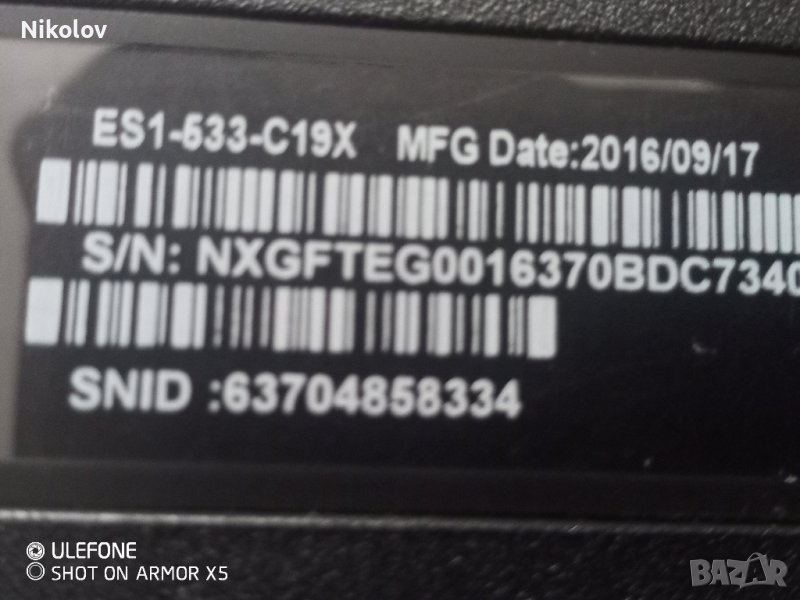 Nikolov
ES1-533-C19X MFG Date:2016/09/17
S/N: NXGFTEG0016370BDC7340
SNID :63704858334
ULEFONE
SHOT ON ARMOR X5
BAZAR